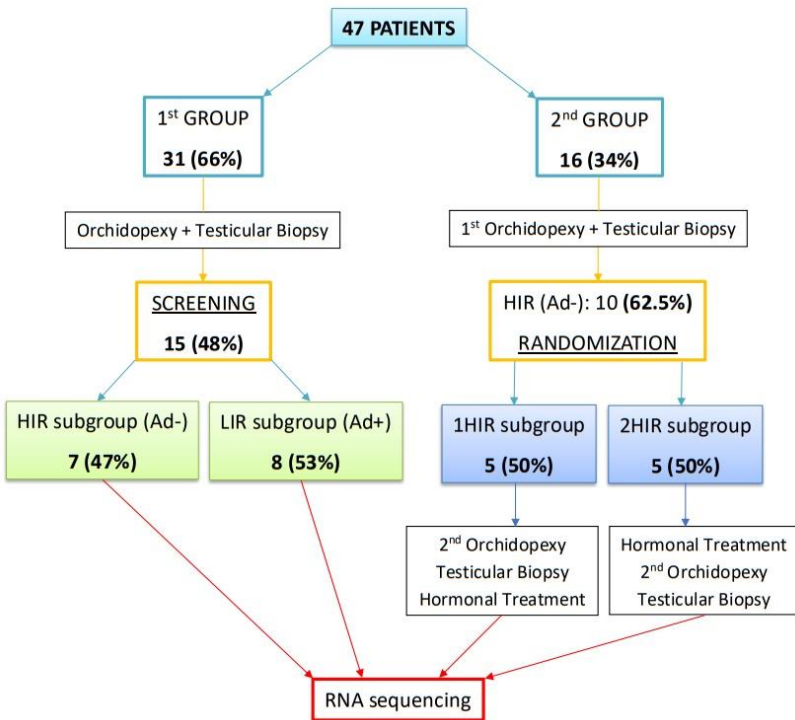 47 PATIENTS
1st GROUP
31 (66%)
2nd GROUP
16 (34%)
Orchidopexy + Testicular Biopsy
1st Orchidopexy + Testicular Biopsy
SCREENING
15 (48%)
HIR (Ad-): 10 (62.5%)
RANDOMIZATION
HIR subgroup (Ad-)
7 (47%)
LIR subgroup (Ad+)
8 (53%)
1HIR subgroup
5 (50%)
2HIR subgroup
5 (50%)
2nd Orchidopexy
Testicular Biopsy
Hormonal Treatment
Hormonal Treatment
2nd Orchidopexy
Testicular Biopsy
RNA sequencing